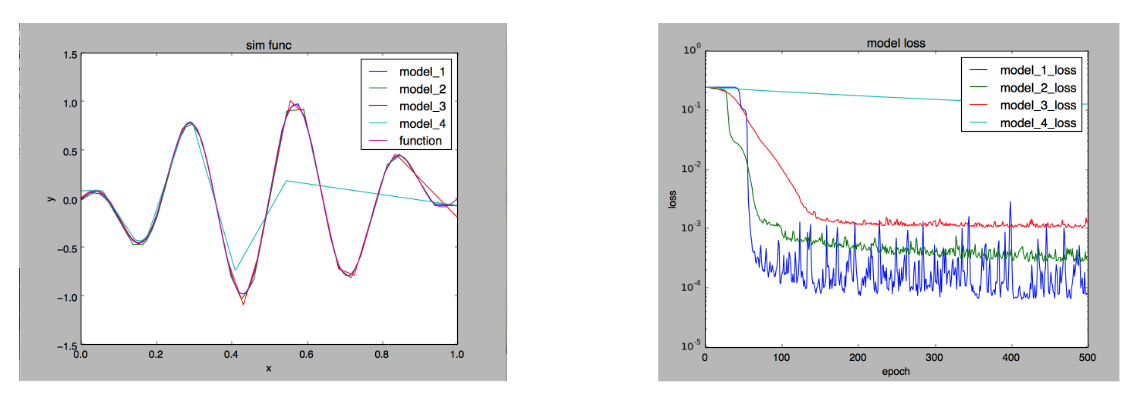 sim func
1.5
1.0
0.5
0.0
−0.5
−1.0
−1.5
y
0.0
0.2
0.4
0.6
0.8
1.0
x
model_1
model_2
model_3
model_4
function
model loss
10^0
10^-1
10^-2
10^-3
10^-4
10^-5
loss
0
100
200
300
400
500
epoch
model_1_loss
model_2_loss
model_3_loss
model_4_loss